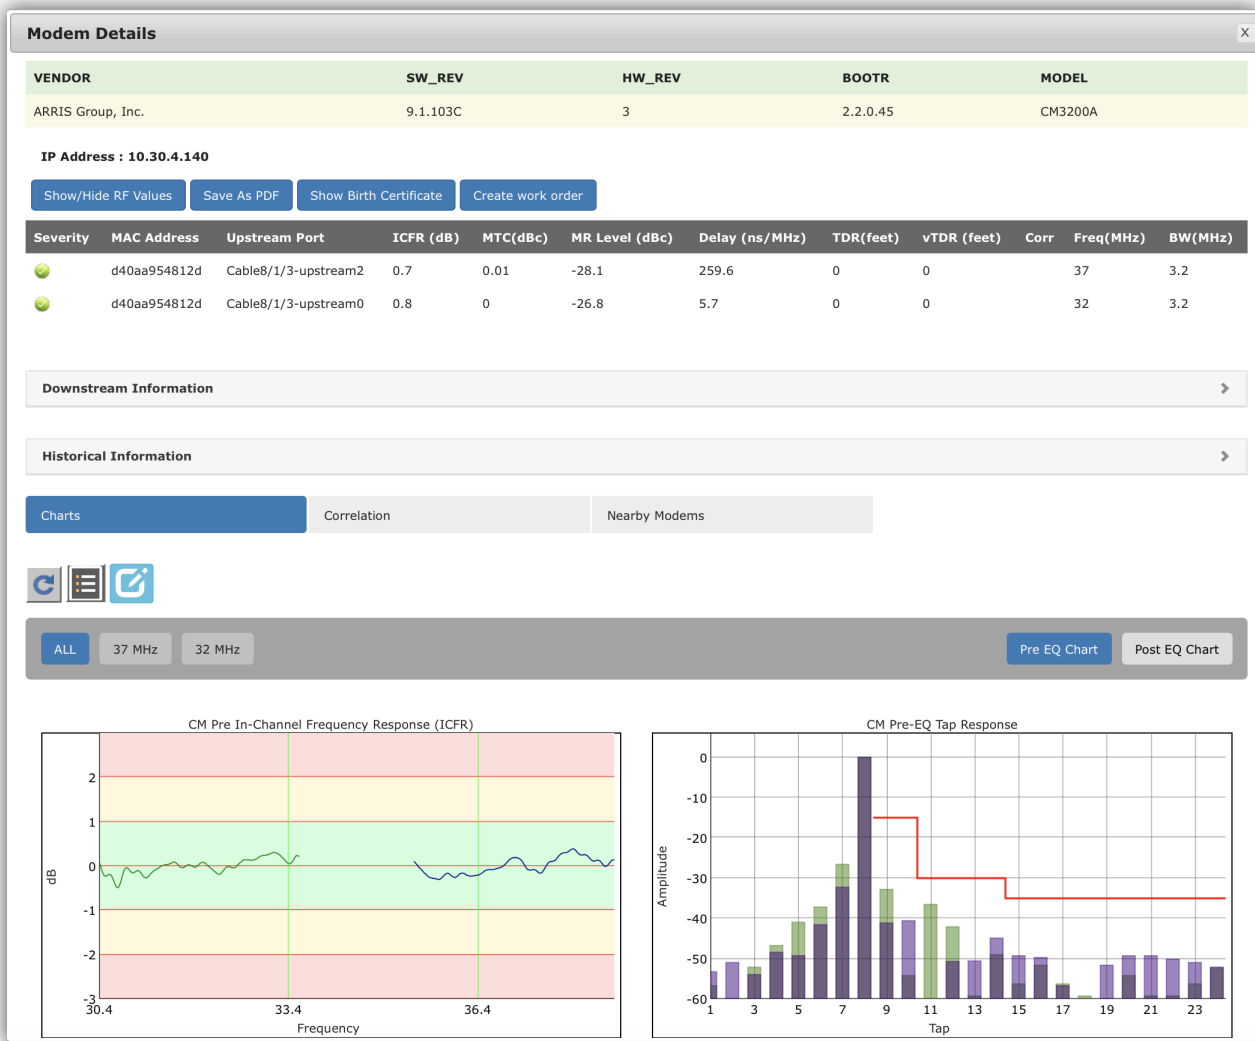 Modem Details X
VENDOR SW_REV HW_REV BOOTR MODEL
ARRIS Group, Inc. 9.1.103C 3 2.2.0.45 CM3200A
IP Address : 10.30.4.140
Show/Hide RF Values Save As PDF Show Birth Certificate Create work order
Severity MAC Address Upstream Port ICFR (dB) MTC(dBc) MR Level (dBc) Delay (ns/MHz) TDR(feet) vTDR (feet) Corr Freq(MHz) BW(MHz)
d40aa954812d Cable8/1/3-upstream2 0.7 0.01 -28.1 259.6 0 0 37 3.2
d40aa954812d Cable8/1/3-upstream0 0.8 0 -26.8 5.7 0 0 32 3.2
Downstream Information
Historical Information
Charts Correlation Nearby Modems
ALL 37 MHz 32 MHz Pre EQ Chart Post EQ Chart
CM Pre In-Channel Frequency Response (ICFR)
2
1
0
-1
-2
-3
dB
30.4 33.4 36.4
Frequency
CM Pre-EQ Tap Response
0
-10
-20
-30
-40
-50
-60
Amplitude
1 3 5 7 9 11 13 15 17 19 21 23
Tap